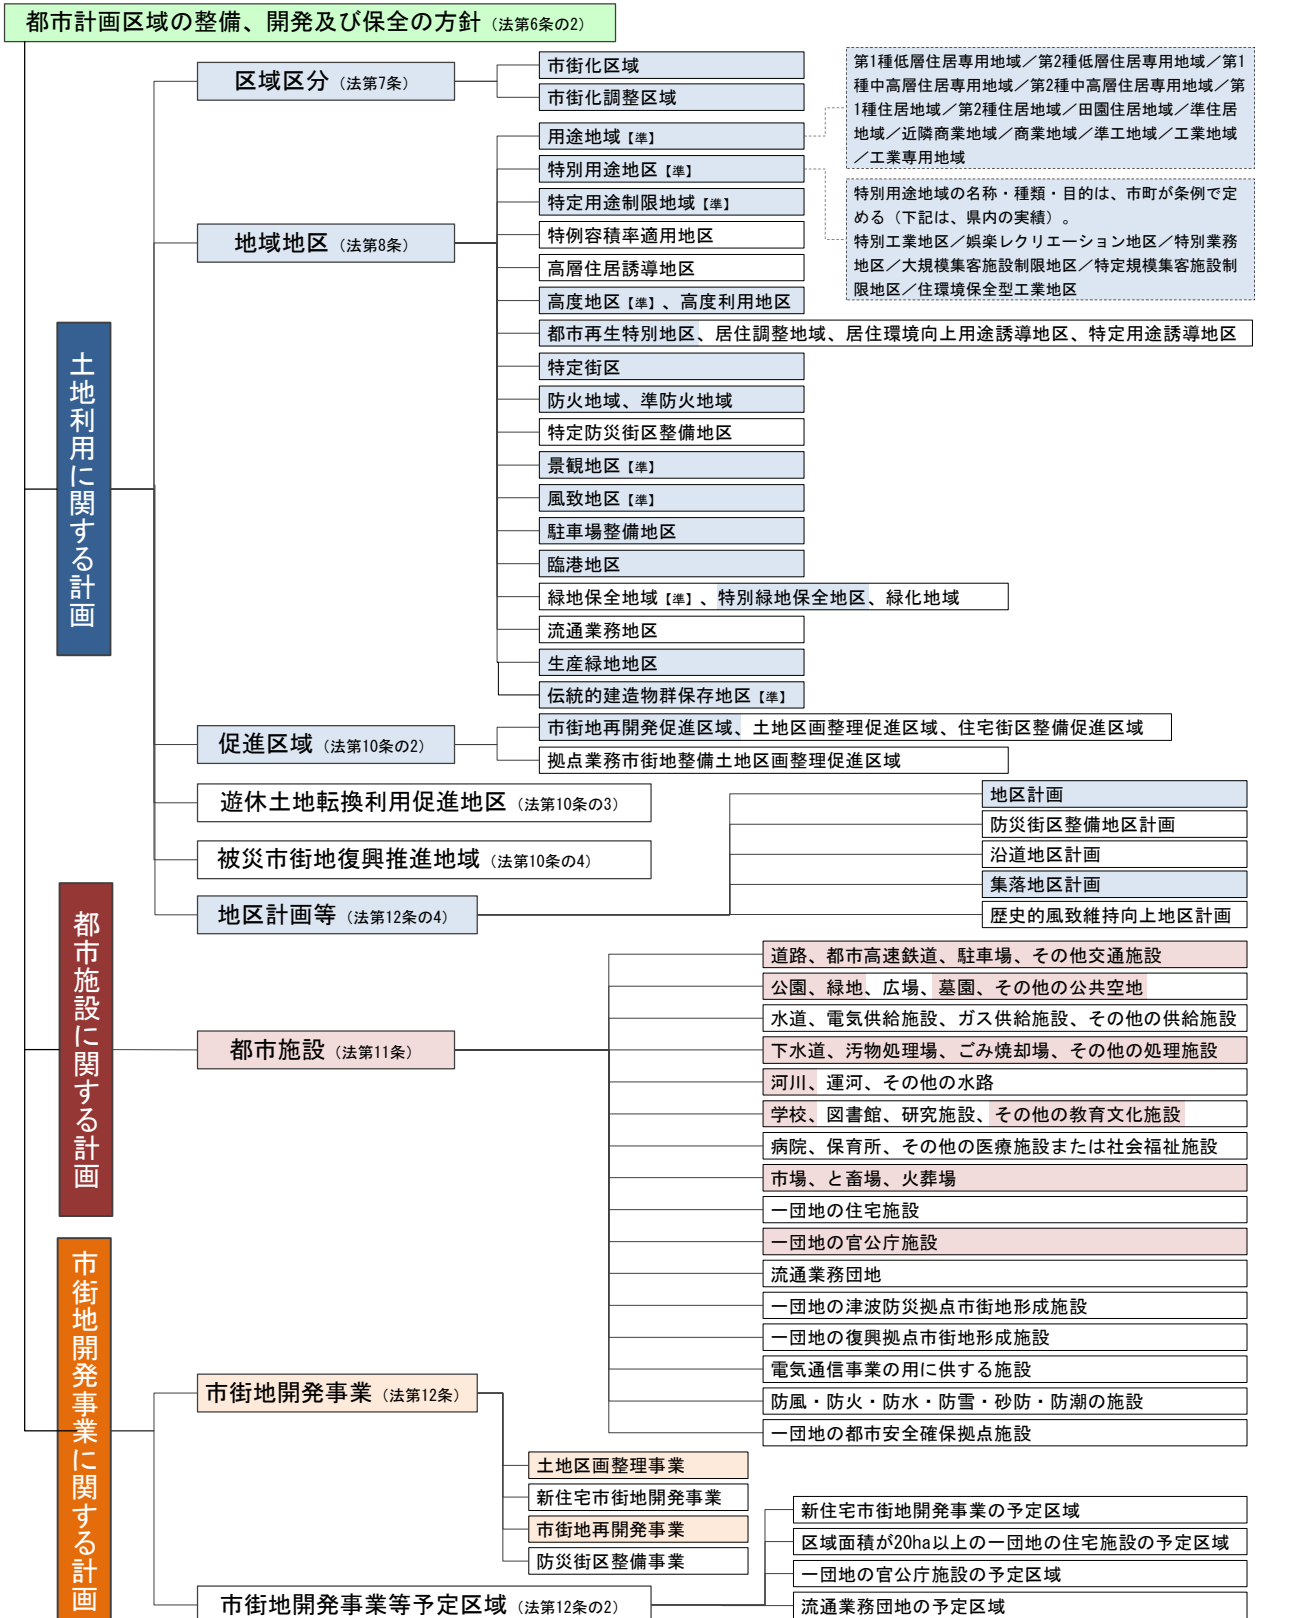 都市計画区域の整備、開発及び保全の方針（法第6条の2）
土地利用に関する計画
区域区分（法第7条）
市街化区域
市街化調整区域
地域地区（法第8条）
用途地域【準】
第1種低層住居専用地域／第2種低層住居専用地域／第1
種中高層住居専用地域／第2種中高層住居専用地域／第
1種住居地域／第2種住居地域／田園住居地域／準住居
地域／近隣商業地域／商業地域／準工地域／工業地域
／工業専用地域
特別用途地区【準】
特別用途地域の名称・種類・目的は、市町が条例で定
める（下記は、県内の実績）。
特別工業地区／娯楽レクリエーション地区／特別業務
地区／大規模集客施設制限地区／特定規模集客施設制
限地区／住環境保全型工業地区
特定用途制限地域【準】
特例容積率適用地区
高層住居誘導地区
高度地区【準】、高度利用地区
都市再生特別地区、居住調整地域、居住環境向上用途誘導地区、特定用途誘導地区
特定街区
防火地域、準防火地域
特定防災街区整備地区
景観地区【準】
風致地区【準】
駐車場整備地区
臨港地区
緑地保全地域【準】、特別緑地保全地区、緑化地域
流通業務地区
生産緑地地区
伝統的建造物群保存地区【準】
促進区域（法第10条の2）
市街地再開発促進区域、土地区画整理促進区域、住宅街区整備促進区域
拠点業務市街地整備土地区画整理促進区域
遊休土地転換利用促進地区（法第10条の3）
被災市街地復興推進地域（法第10条の4）
地区計画等（法第12条の4）
地区計画
防災街区整備地区計画
沿道地区計画
集落地区計画
歴史的風致維持向上地区計画
都市施設に関する計画
都市施設（法第11条）
道路、都市高速鉄道、駐車場、その他交通施設
公園、緑地、広場、墓園、その他の公共空地
水道、電気供給施設、ガス供給施設、その他の供給施設
下水道、汚物処理場、ごみ焼却場、その他の処理施設
河川、運河、その他の水路
学校、図書館、研究施設、その他の教育文化施設
病院、保育所、その他の医療施設または社会福祉施設
市場、と畜場、火葬場
一団地の住宅施設
一団地の官公庁施設
流通業務団地
一団地の津波防災拠点市街地形成施設
一団地の復興拠点市街地形成施設
電気通信事業の用に供する施設
防風・防火・防水・防雪・砂防・防潮の施設
一団地の都市安全確保拠点施設
市街地開発事業に関する計画
市街地開発事業（法第12条）
土地区画整理事業
新住宅市街地開発事業
市街地再開発事業
防災街区整備事業
市街地開発事業等予定区域（法第12条の2）
新住宅市街地開発事業の予定区域
区域面積が20ha以上の一団地の住宅施設の予定区域
一団地の官公庁施設の予定区域
流通業務団地の予定区域